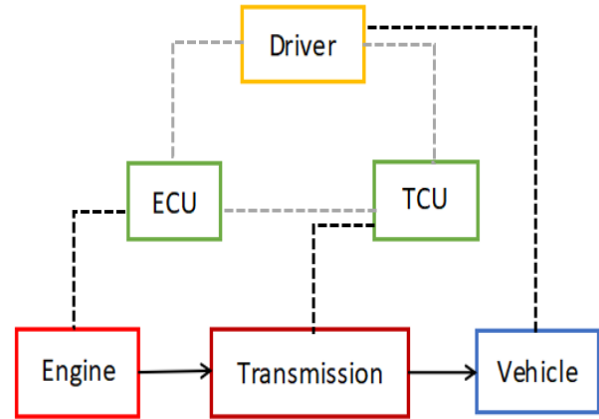 Driver
ECU
TCU
Engine
Transmission
Vehicle